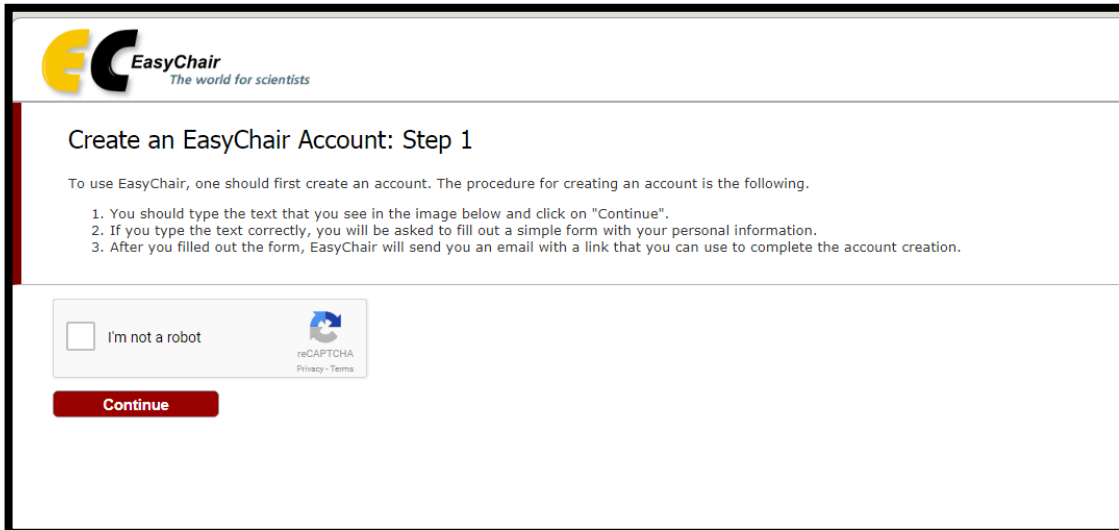 EC
EasyChair
The world for scientists
Create an EasyChair Account: Step 1
To use EasyChair, one should first create an account. The procedure for creating an account is the following.
1. You should type the text that you see in the image below and click on "Continue".
2. If you type the text correctly, you will be asked to fill out a simple form with your personal information.
3. After you filled out the form, EasyChair will send you an email with a link that you can use to complete the account creation.
I'm not a robot
reCAPTCHA
Privacy - Terms
Continue